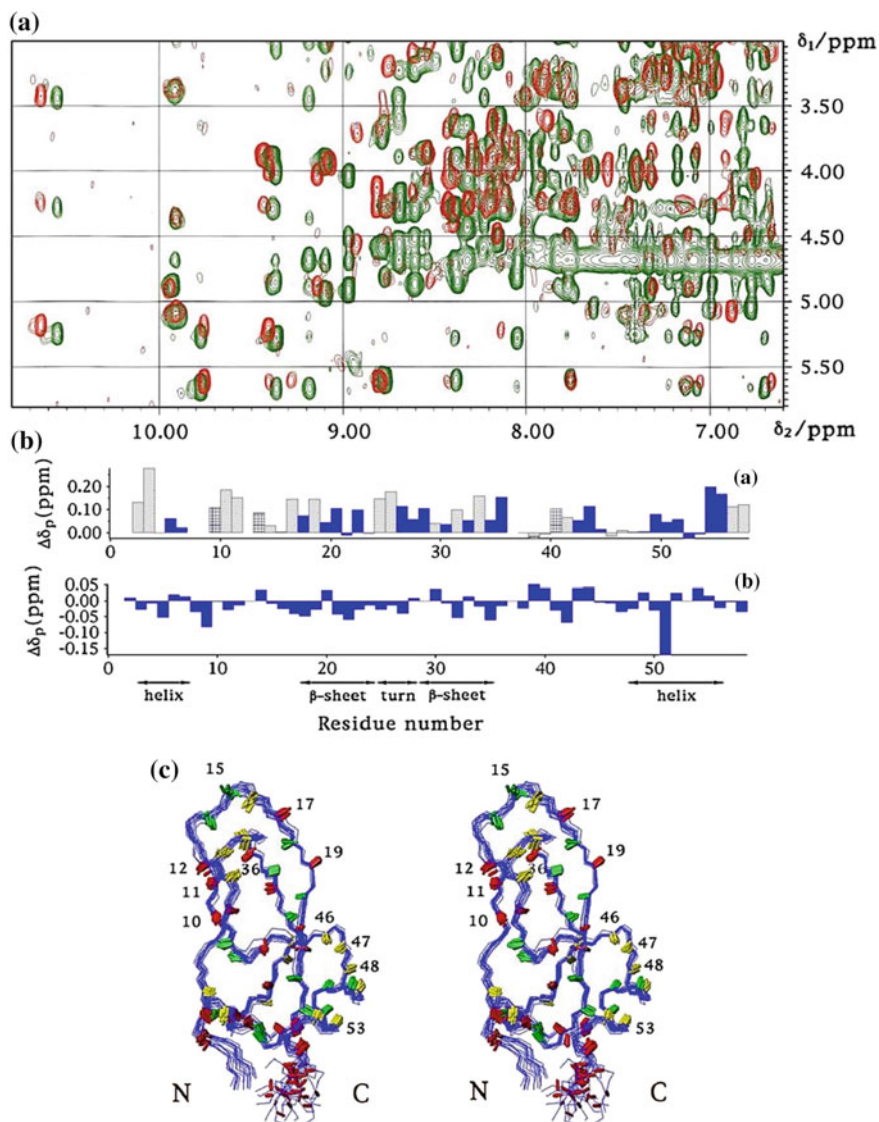 (a)
δ1/ppm
3.50
4.00
4.50
5.00
5.50
10.00 9.00 8.00 7.00 δ2/ppm
(b)
(a)
Δδp(ppm)
0.20
0.10
0.00
0 10 20 30 40 50
(b)
Δδp(ppm)
0.05
0.00
-0.05
-0.10
-0.15
0 10 20 30 40 50
helix β-sheet turn β-sheet helix
Residue number
(c)
15 15
17 17
12 36 19 12 36 19
11 11
10 46 10 46
47 47
48 48
53 53
N C N C